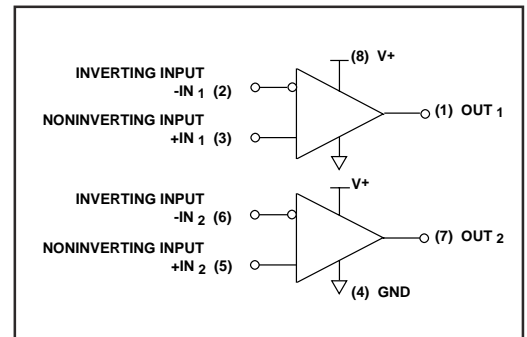 (8) V+
INVERTING INPUT
-IN 1 (2)
(1) OUT 1
NONINVERTING INPUT
+IN 1 (3)
V+
INVERTING INPUT
-IN 2 (6)
(7) OUT 2
NONINVERTING INPUT
+IN 2 (5)
(4) GND